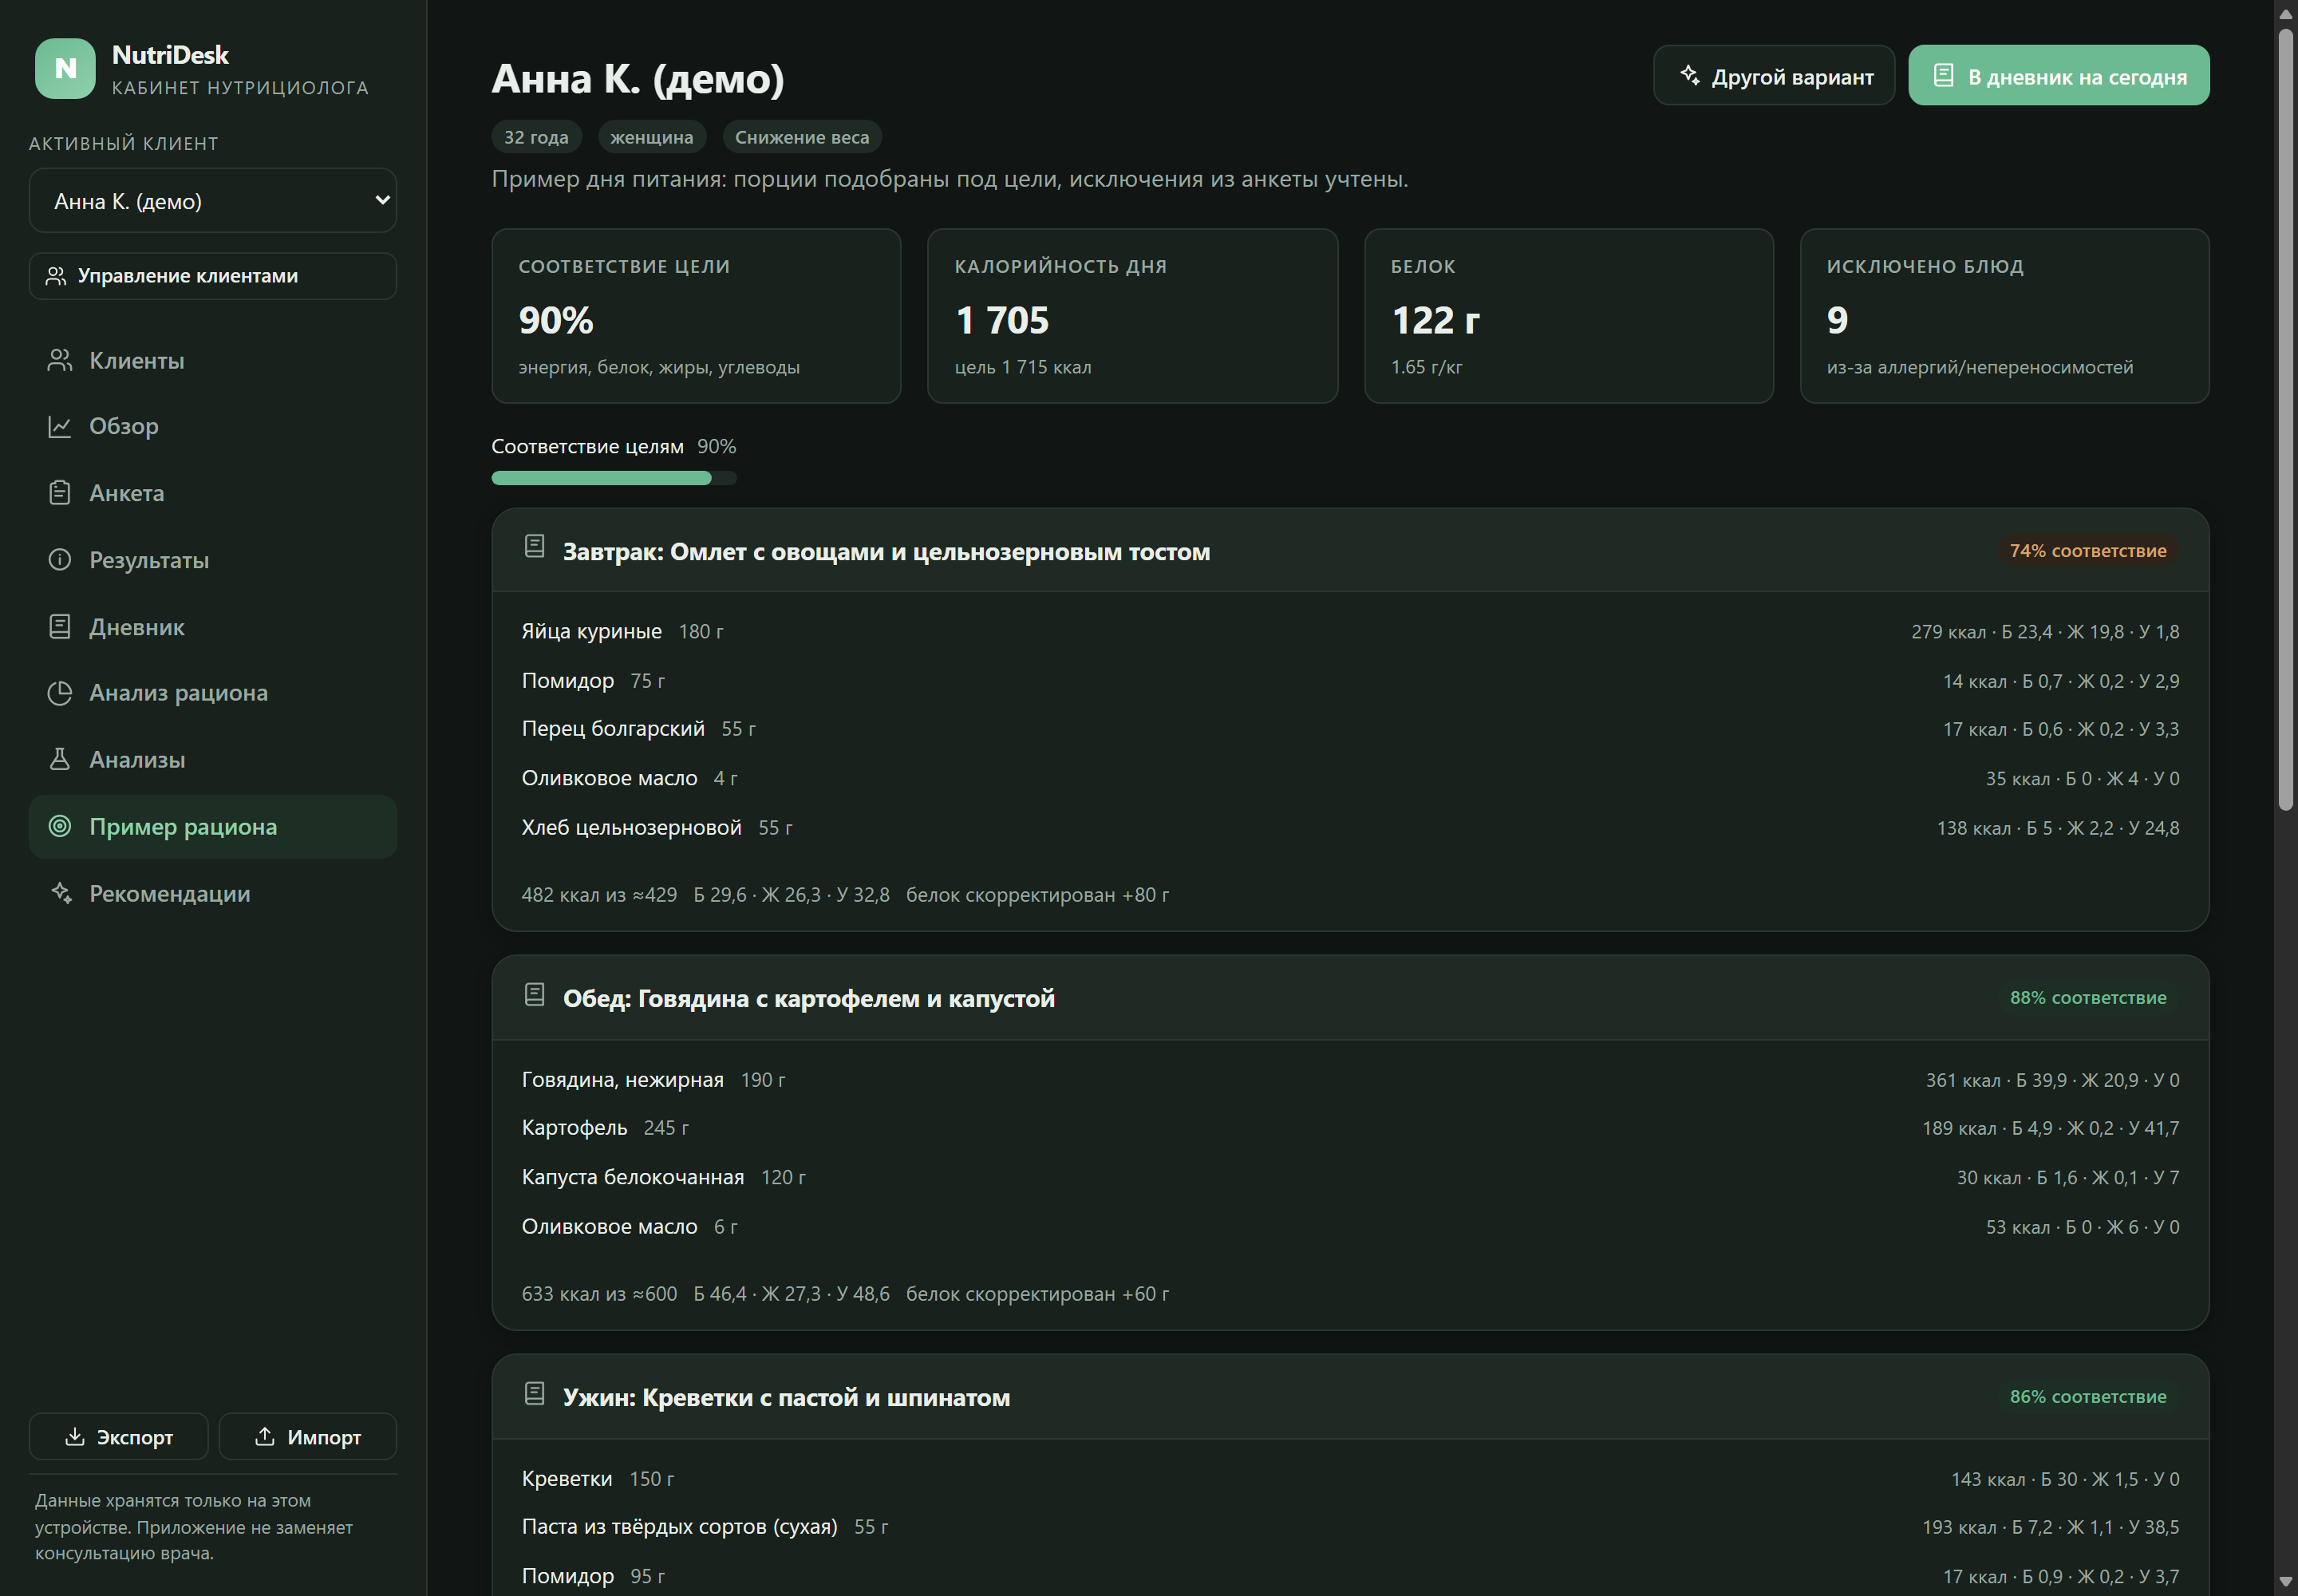 N
NutriDesk
КАБИНЕТ НУТРИЦИОЛОГА
АКТИВНЫЙ КЛИЕНТ
Анна К. (демо)
Управление клиентами
Клиенты
Обзор
Анкета
Результаты
Дневник
Анализ рациона
Анализы
Пример рациона
Рекомендации
Экспорт
Импорт
Данные хранятся только на этом
устройстве. Приложение не заменяет
консультацию врача.
Анна К. (демо)
Другой вариант
В дневник на сегодня
32 года женщина Снижение веса
Пример дня питания: порции подобраны под цели, исключения из анкеты учтены.
СООТВЕТСТВИЕ ЦЕЛИ
90%
энергия, белок, жиры, углеводы
КАЛОРИЙНОСТЬ ДНЯ
1 705
цель 1 715 ккал
БЕЛОК
122 г
1.65 г/кг
ИСКЛЮЧЕНО БЛЮД
9
из-за аллергий/непереносимостей
Соответствие целям 90%
Завтрак: Омлет с овощами и цельнозерновым тостом 74% соответствие
Яйца куриные 180 г 279 ккал · Б 23,4 · Ж 19,8 · У 1,8
Помидор 75 г 14 ккал · Б 0,7 · Ж 0,2 · У 2,9
Перец болгарский 55 г 17 ккал · Б 0,6 · Ж 0,2 · У 3,3
Оливковое масло 4 г 35 ккал · Б 0 · Ж 4 · У 0
Хлеб цельнозерновой 55 г 138 ккал · Б 5 · Ж 2,2 · У 24,8
482 ккал из ≈429 Б 29,6 · Ж 26,3 · У 32,8 белок скорректирован +80 г
Обед: Говядина с картофелем и капустой 88% соответствие
Говядина, нежирная 190 г 361 ккал · Б 39,9 · Ж 20,9 · У 0
Картофель 245 г 189 ккал · Б 4,9 · Ж 0,2 · У 41,7
Капуста белокочанная 120 г 30 ккал · Б 1,6 · Ж 0,1 · У 7
Оливковое масло 6 г 53 ккал · Б 0 · Ж 6 · У 0
633 ккал из ≈600 Б 46,4 · Ж 27,3 · У 48,6 белок скорректирован +60 г
Ужин: Креветки с пастой и шпинатом 86% соответствие
Креветки 150 г 143 ккал · Б 30 · Ж 1,5 · У 0
Паста из твёрдых сортов (сухая) 55 г 193 ккал · Б 7,2 · Ж 1,1 · У 38,5
Помидор 95 г 17 ккал · Б 0,9 · Ж 0,2 · У 3,7